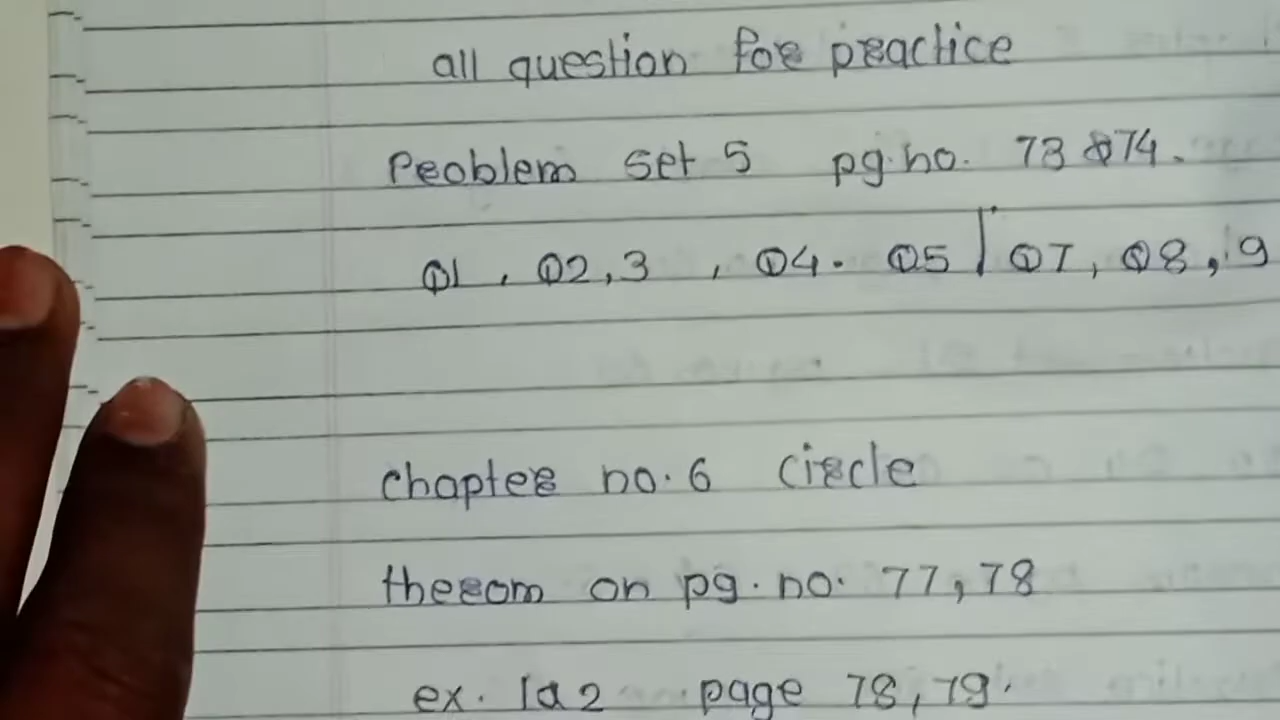 all question for practice
Problem set 5 pg.no. 73 & 74.
Q1, Q2,3, Q4. Q5 | Q7, Q8, 9
chapter no. 6 Circle
therom on pg. no. 77, 78
ex. 1 a 2 page 78, 79.